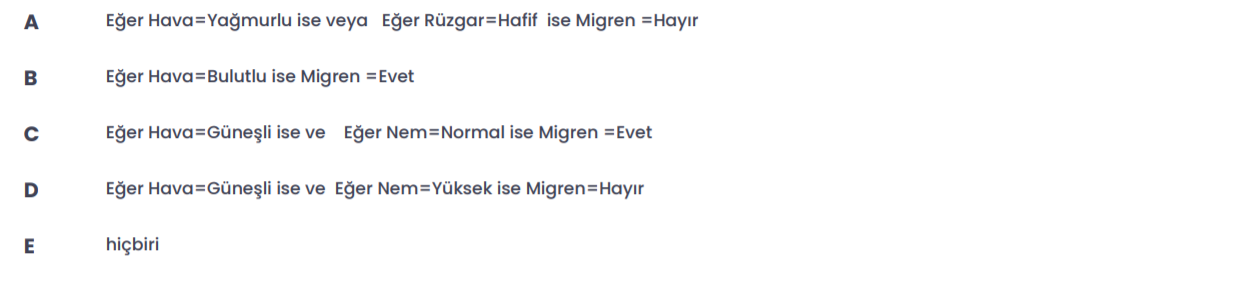 A Eğer Hava=Yağmurlu ise veya Eğer Rüzgar=Hafif ise Migren =Hayır
B Eğer Hava=Bulutlu ise Migren =Evet
C Eğer Hava=Güneşli ise ve Eğer Nem=Normal ise Migren =Evet
D Eğer Hava=Güneşli ise ve Eğer Nem=Yüksek ise Migren=Hayır
E hiçbiri